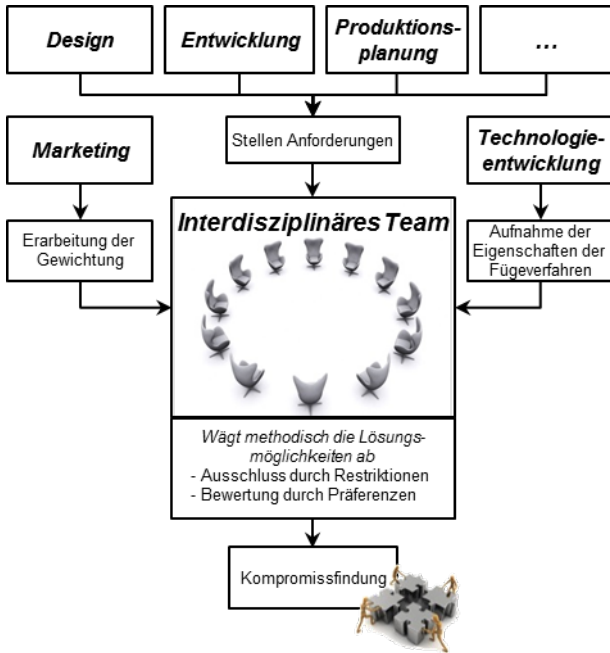 Design
Entwicklung
Produktions-
planung
...
Stellen Anforderungen
Marketing
Technologie-
entwicklung
Erarbeitung der
Gewichtung
Interdisziplinäres Team
Aufnahme der
Eigenschaften der
Fügeverfahren
Wägt methodisch die Lösungs-
möglichkeiten ab
- Ausschluss durch Restriktionen
- Bewertung durch Präferenzen
Kompromissfindung